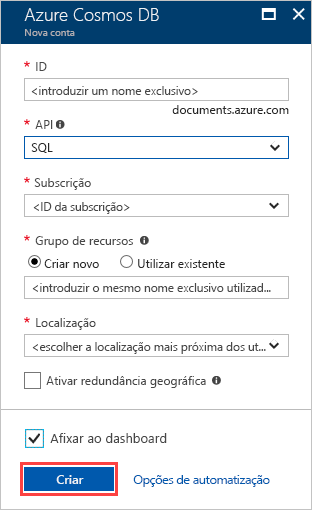 Azure Cosmos DB
Nova conta
* ID
<introduzir um nome exclusivo>
documents.azure.com
* API
SQL
* Subscrição
<ID da subscrição>
* Grupo de recursos
Criar novo Utilizar existente
<introduzir o mesmo nome exclusivo utilizad...
* Localização
<escolher a localização mais próxima dos ut...
Ativar redundância geográfica
Afixar ao dashboard
Criar Opções de automatização